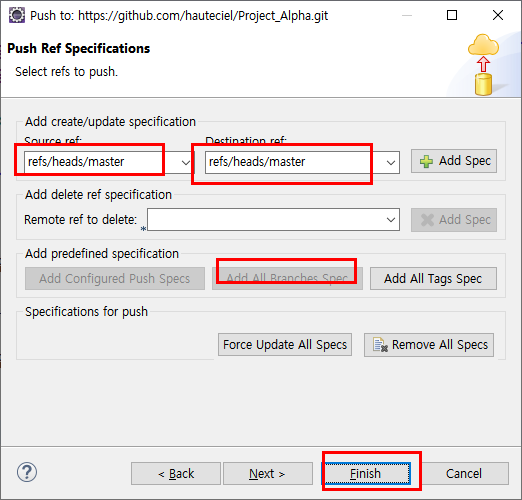 Push to: https://github.com/hauteciel/Project_Alpha.git
Push Ref Specifications
Select refs to push.
Add create/update specification
Source ref: Destination ref:
refs/heads/master refs/heads/master Add Spec
Add delete ref specification
Remote ref to delete: * Add Spec
Add predefined specification
Add Configured Push Specs Add All Branches Spec Add All Tags Spec
Specifications for push
Force Update All Specs Remove All Specs
? < Back Next > Finish Cancel